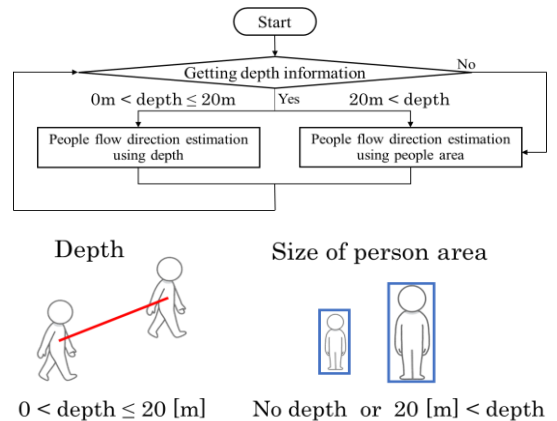 Start
Getting depth information
No
0m < depth ≤ 20m
Yes
20m < depth
People flow direction estimation
using depth
People flow direction estimation
using people area
Depth
Size of person area
0 < depth ≤ 20 [m]
No depth or 20 [m] < depth